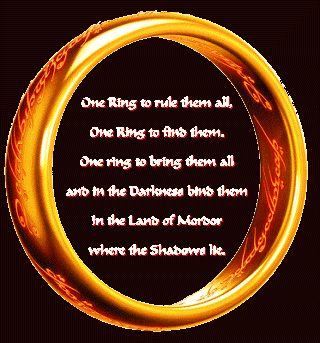 One Ring to rule them all,
One Ring to find them.
One ring to bring them all
and in the Darkness bind them
In the Land of Mordor
where the Shadows lie.